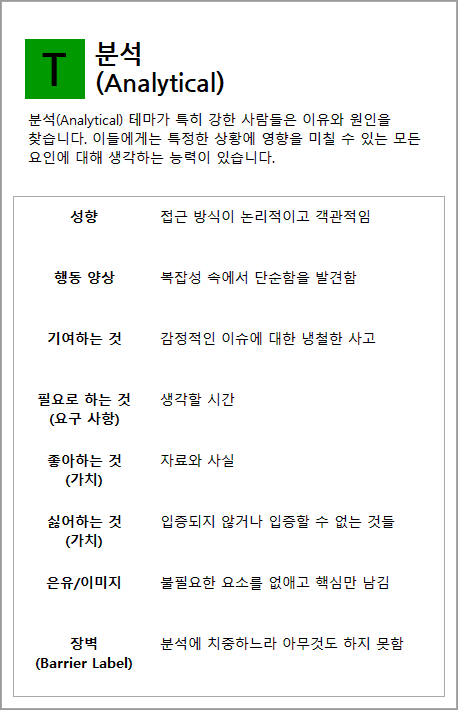 T
분석
(Analytical)
분석(Analytical) 테마가 특히 강한 사람들은 이유와 원인을
찾습니다. 이들에게는 특정한 상황에 영향을 미칠 수 있는 모든
요인에 대해 생각하는 능력이 있습니다.
성향 접근 방식이 논리적이고 객관적임
행동 양상 복잡성 속에서 단순함을 발견함
기여하는 것 감정적인 이슈에 대한 냉철한 사고
필요로 하는 것 생각할 시간
(요구 사항)
좋아하는 것 자료와 사실
(가치)
싫어하는 것 입증되지 않거나 입증할 수 없는 것들
(가치)
은유/이미지 불필요한 요소를 없애고 핵심만 남김
장벽 분석에 치중하느라 아무것도 하지 못함
(Barrier Label)